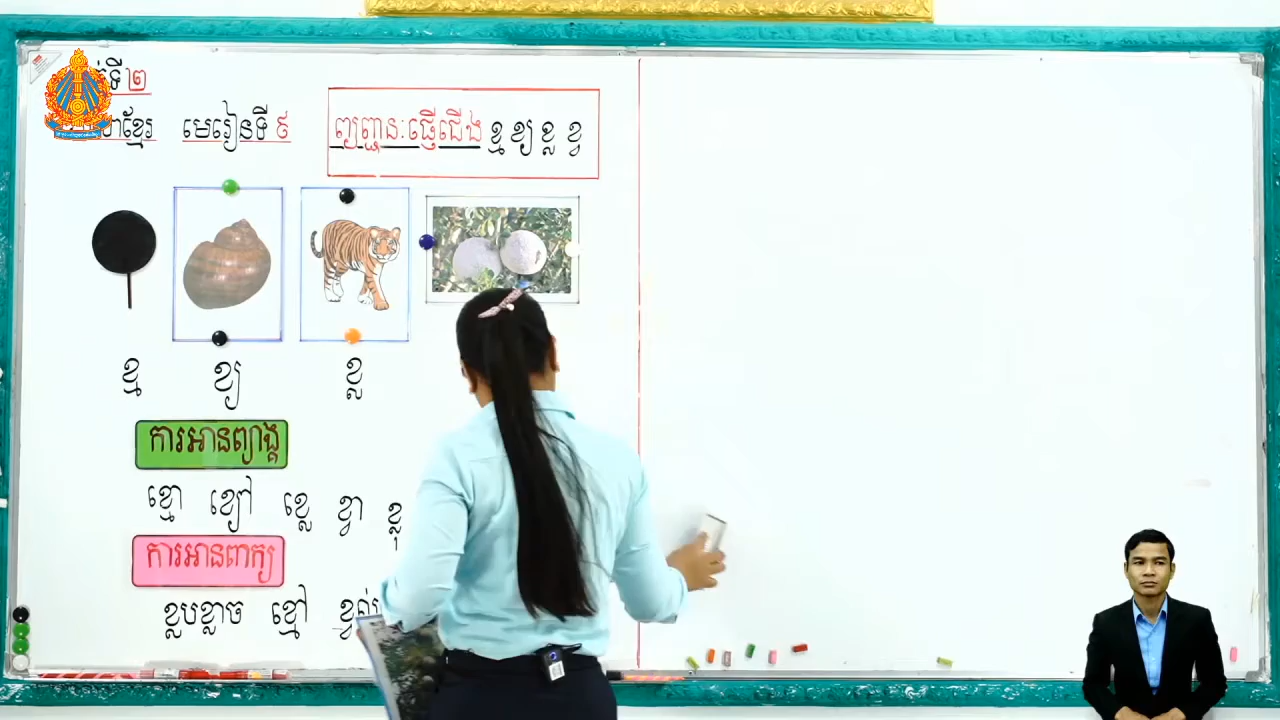 ទី ២
ខ្មែរ មេរៀនទី ៩
ព្យញ្ជនៈផ្ញើជើង ខ្ម ខ្យ ខ្ល ខ្វ
ខ្ម ខ្យ ខ្ល
ការអានព្យាង្គ
ខ្មោ ខ្យៅ ខ្លេ ខ្វា ខ្លុ
ការអានពាក្យ
ខ្លបខ្លាច ខ្មៅ